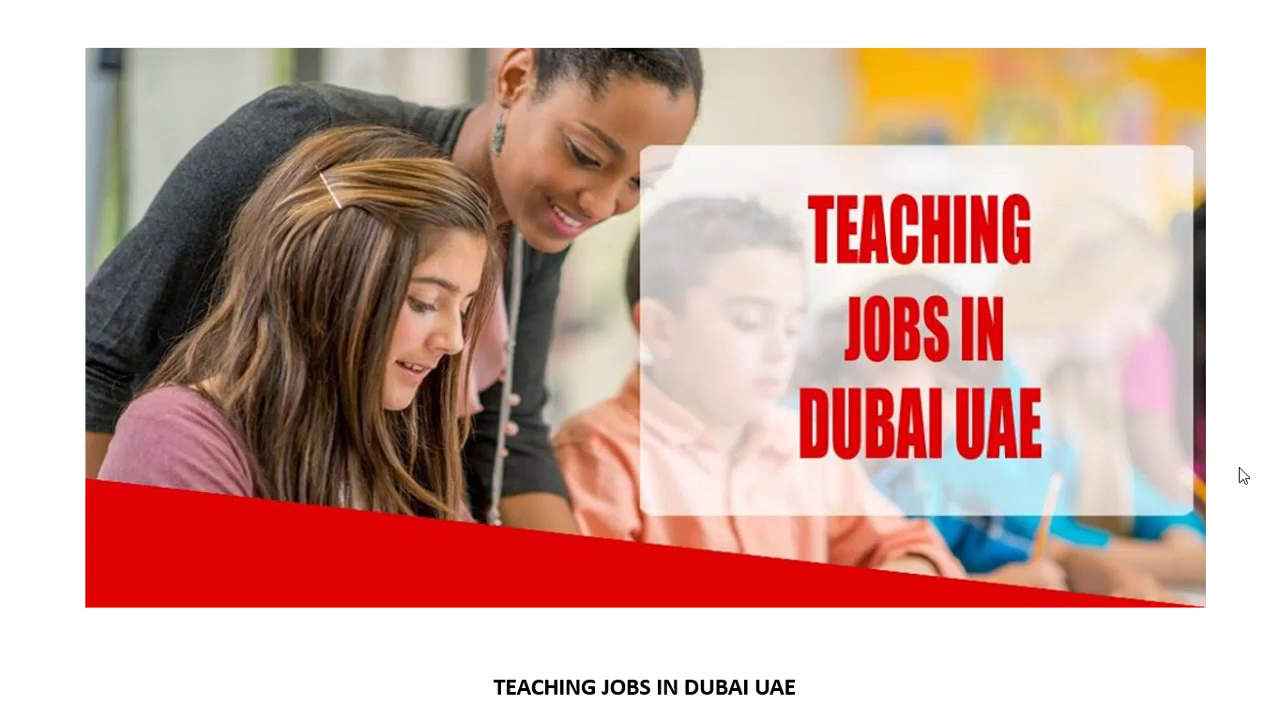 TEACHING
JOBS IN
DUBAI UAE
TEACHING JOBS IN DUBAI UAE